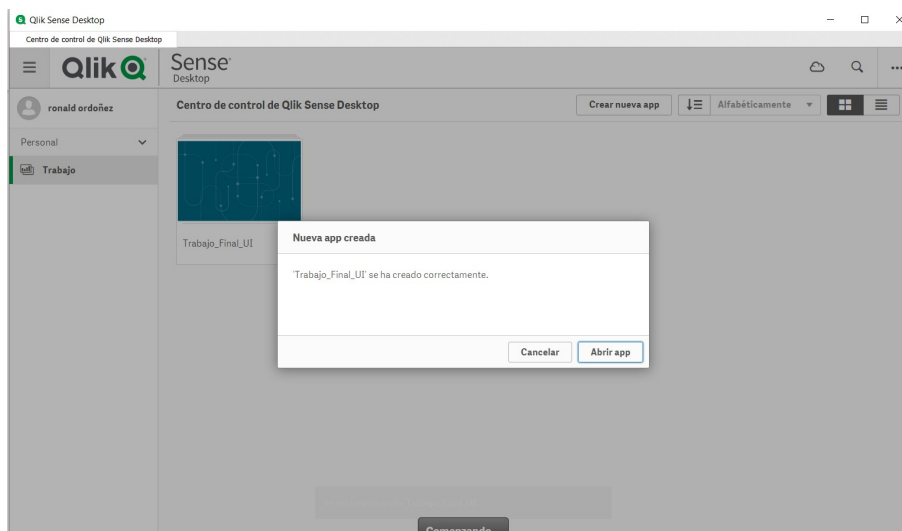 Qlik Sense Desktop
Centro de control de Qlik Sense Desktop
Qlik
Sense
Desktop
ronald ordoñez
Centro de control de Qlik Sense Desktop
Crear nueva app
Alfabéticamente
Personal
Trabajo
Trabajo_Final_UI
Nueva app creada
'Trabajo_Final_UI' se ha creado correctamente.
Cancelar
Abrir app
Comenzando